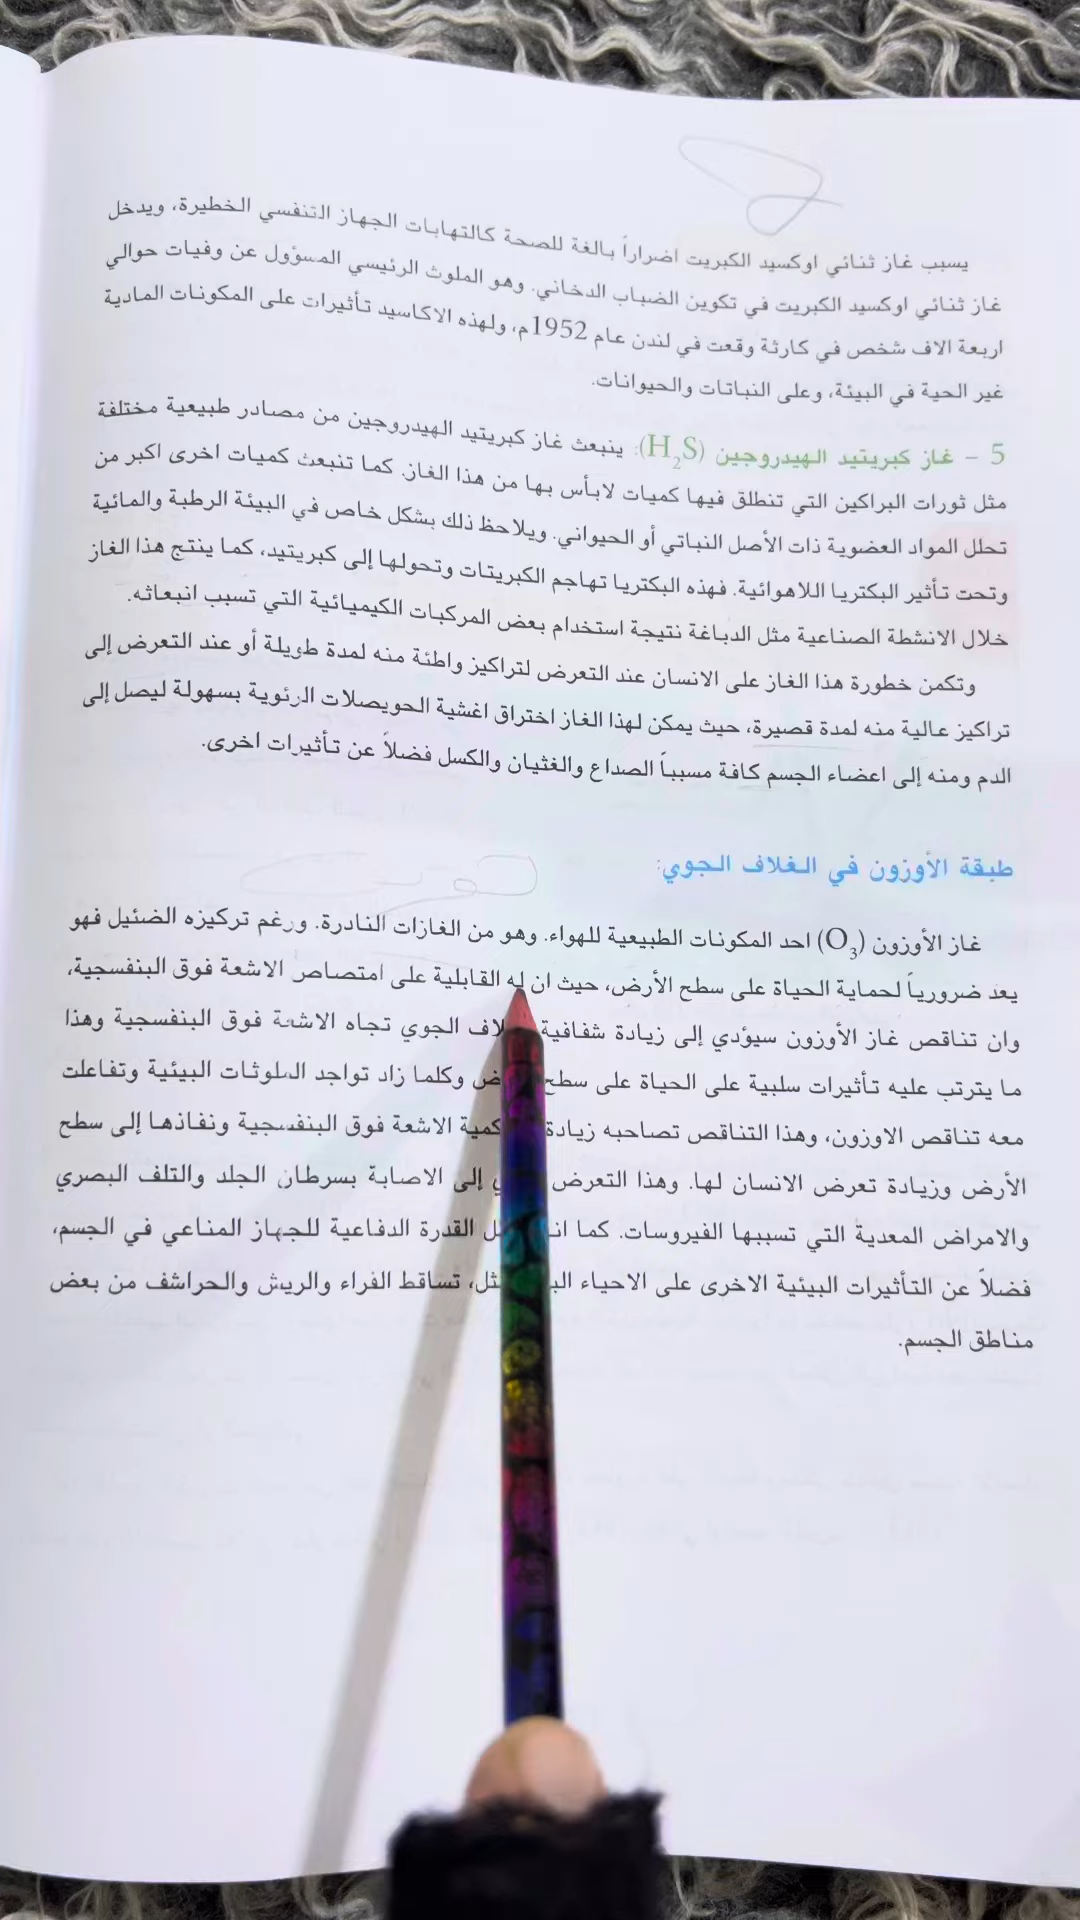 يسبب غاز ثنائي اوكسيد الكبريت اضراراً بالغة للصحة كالتهابات الجهاز التنفسي الخطيرة، ويدخل
غاز ثنائي اوكسيد الكبريت في تكوين الضباب الدخاني. وهو الملوث الرئيسي المسؤول عن وفيات حوالي
اربعة الاف شخص في كارثة وقعت في لندن عام 1952م، ولهذه الاكاسيد تأثيرات على المكونات المادية
غير الحية في البيئة، وعلى النباتات والحيوانات.
5 – غاز كبريتيد الهيدروجين (H₂S): ينبعث غاز كبريتيد الهيدروجين من مصادر طبيعية مختلفة
مثل ثورات البراكين التي تنطلق فيها كميات لابأس بها من هذا الغاز. كما تنبعث كميات اخرى اكبر من
تحلل المواد العضوية ذات الأصل النباتي أو الحيواني. ويلاحظ ذلك بشكل خاص في البيئة الرطبة والمائية
وتحت تأثير البكتريا اللاهوائية. فهذه البكتريا تهاجم الكبريتات وتحولها إلى كبريتيد، كما ينتج هذا الغاز
خلال الانشطة الصناعية مثل الدباغة نتيجة استخدام بعض المركبات الكيميائية التي تسبب انبعاثه.
وتكمن خطورة هذا الغاز على الانسان عند التعرض لتراكيز واطئة منه لمدة طويلة أو عند التعرض إلى
تراكيز عالية منه لمدة قصيرة، حيث يمكن لهذا الغاز اختراق اغشية الحويصلات الرئوية بسهولة ليصل إلى
الدم ومنه إلى اعضاء الجسم كافة مسبباً الصداع والغثيان والكسل فضلاً عن تأثيرات اخرى.
طبقة الأوزون في الغلاف الجوي:
غاز الأوزون (O₃) احد المكونات الطبيعية للهواء. وهو من الغازات النادرة. ورغم تركيزه الضئيل فهو
يعد ضرورياً لحماية الحياة على سطح الأرض، حيث ان له القابلية على امتصاص الاشعة فوق البنفسجية،
وان تناقص غاز الأوزون سيؤدي إلى زيادة شفافية الجوي تجاه الاشعة فوق البنفسجية وهذا
ما يترتب عليه تأثيرات سلبية على الحياة على سطح وكلما زاد تواجد الملوثات البيئية وتفاعلت
معه تناقص الاوزون، وهذا التناقص تصاحبه زيادة كمية الاشعة فوق البنفسجية ونفاذها إلى سطح
الأرض وزيادة تعرض الانسان لها. وهذا التعرض إلى الاصابة بسرطان الجلد والتلف البصري
والامراض المعدية التي تسببها الفيروسات. كما القدرة الدفاعية للجهاز المناعي في الجسم،
فضلاً عن التأثيرات البيئية الاخرى على الاحياء تساقط الفراء والريش والحراشف من بعض
مناطق الجسم.